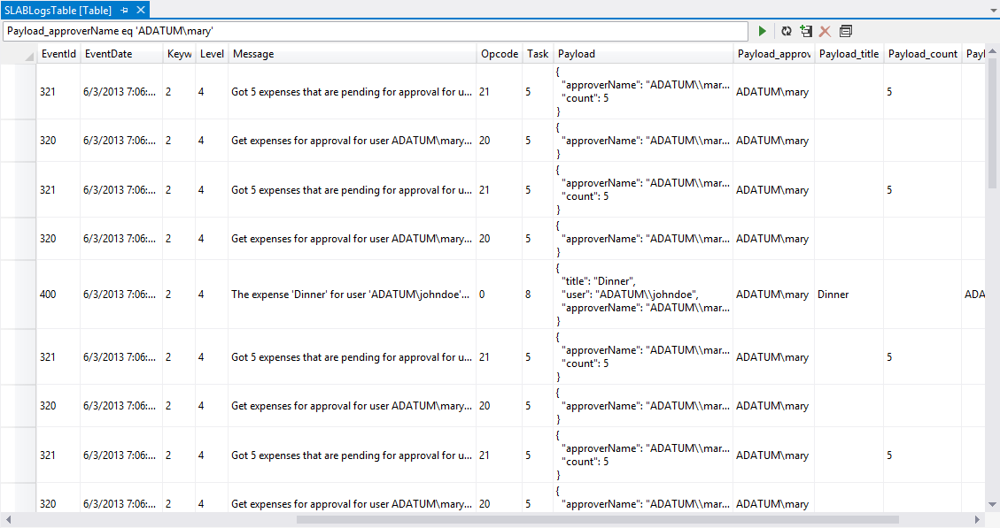 SLABLogsTable [Table]
Payload_approverName eq 'ADATUM\mary'
EventId EventDate Keyw Level Message Opcode Task Payload Payload_approv Payload_title Payload_count Payl
{
321 6/3/2013 7:06:... 2 4 Got 5 expenses that are pending for approval for u... 21 5 "approverName": "ADATUM\\mar... ADATUM\mary 5
"count": 5
}
{
320 6/3/2013 7:06:... 2 4 Get expenses for approval for user ADATUM\mary... 20 5 "approverName": "ADATUM\\mar... ADATUM\mary
}
{
321 6/3/2013 7:06:... 2 4 Got 5 expenses that are pending for approval for u... 21 5 "approverName": "ADATUM\\mar... ADATUM\mary 5
"count": 5
}
{
320 6/3/2013 7:06:... 2 4 Get expenses for approval for user ADATUM\mary... 20 5 "approverName": "ADATUM\\mar... ADATUM\mary
}
{
"title": "Dinner",
400 6/3/2013 7:06:... 2 4 The expense 'Dinner' for user 'ADATUM\johndoe'... 0 8 "user": "ADATUM\\johndoe", ADATUM\mary Dinner ADA
"approverName": "ADATUM\\mar...
}
{
321 6/3/2013 7:06:... 2 4 Got 5 expenses that are pending for approval for u... 21 5 "approverName": "ADATUM\\mar... ADATUM\mary 5
"count": 5
}
{
320 6/3/2013 7:06:... 2 4 Get expenses for approval for user ADATUM\mary... 20 5 "approverName": "ADATUM\\mar... ADATUM\mary
}
{
321 6/3/2013 7:06:... 2 4 Got 5 expenses that are pending for approval for u... 21 5 "approverName": "ADATUM\\mar... ADATUM\mary 5
"count": 5
}
{
320 6/3/2013 7:06:... 2 4 Get expenses for approval for user ADATUM\mary... 20 5 "approverName": "ADATUM\\mar... ADATUM\mary